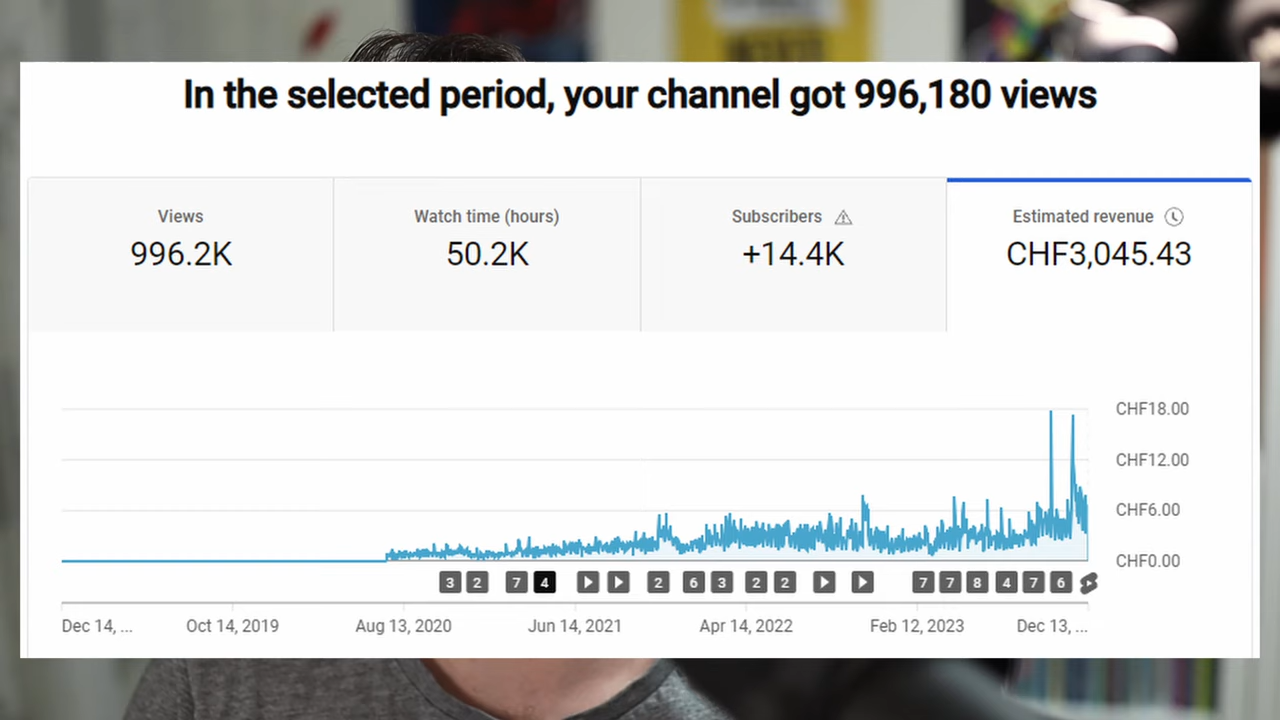 In the selected period, your channel got 996,180 views
Views
996.2K
Watch time (hours)
50.2K
Subscribers
+14.4K
Estimated revenue
CHF3,045.43
CHF18.00
CHF12.00
CHF6.00
CHF0.00
3 2 7 4 2 6 3 2 2 7 7 8 4 7 6
Dec 14, ... Oct 14, 2019 Aug 13, 2020 Jun 14, 2021 Apr 14, 2022 Feb 12, 2023 Dec 13, ...